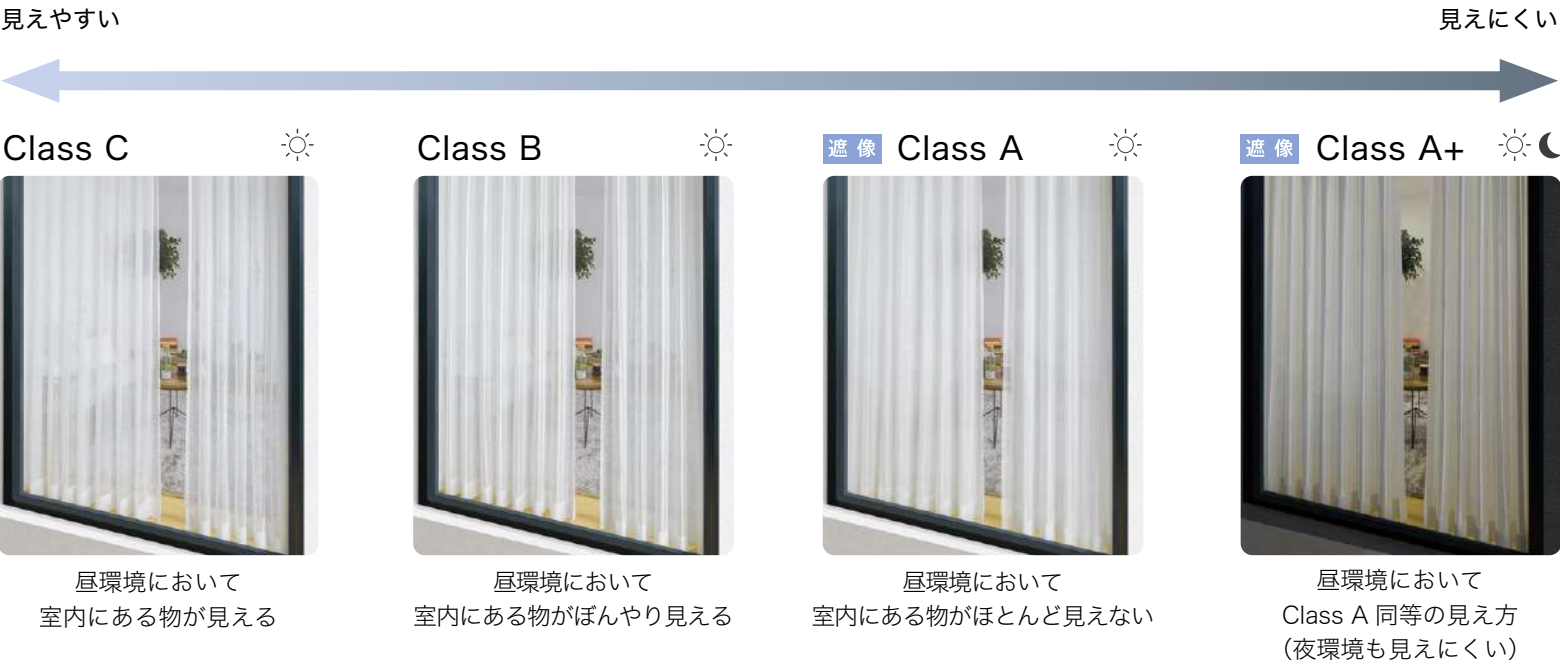 見えやすい
見えにくい
Class C
Class B
遮像 Class A
遮像 Class A+
昼環境において
室内にある物が見える
昼環境において
室内にある物がぼんやり見える
昼環境において
室内にある物がほとんど見えない
昼環境において
Class A 同等の見え方
（夜環境も見えにくい）